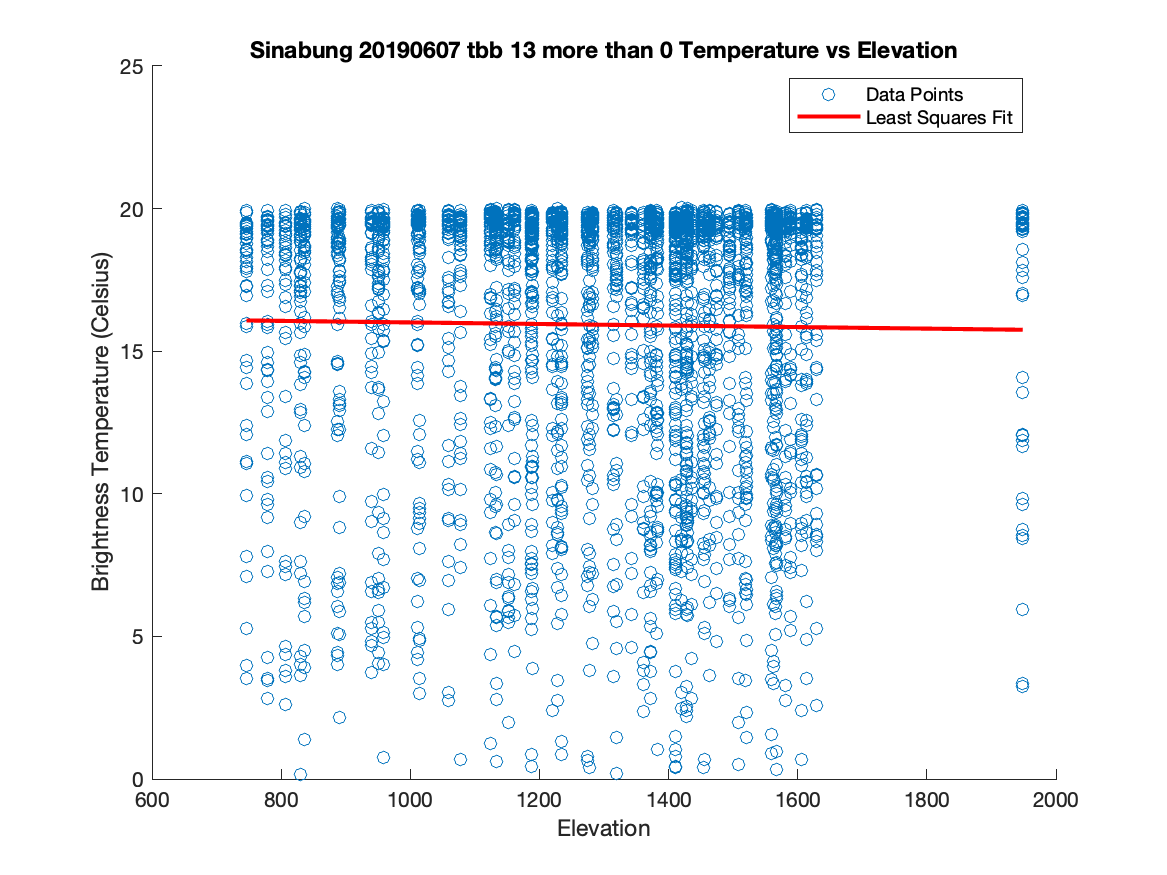 Sinabung 20190607 tbb 13 more than 0 Temperature vs Elevation
Data Points
Least Squares Fit
25
20
15
10
5
0
Brightness Temperature (Celsius)
600 800 1000 1200 1400 1600 1800 2000
Elevation